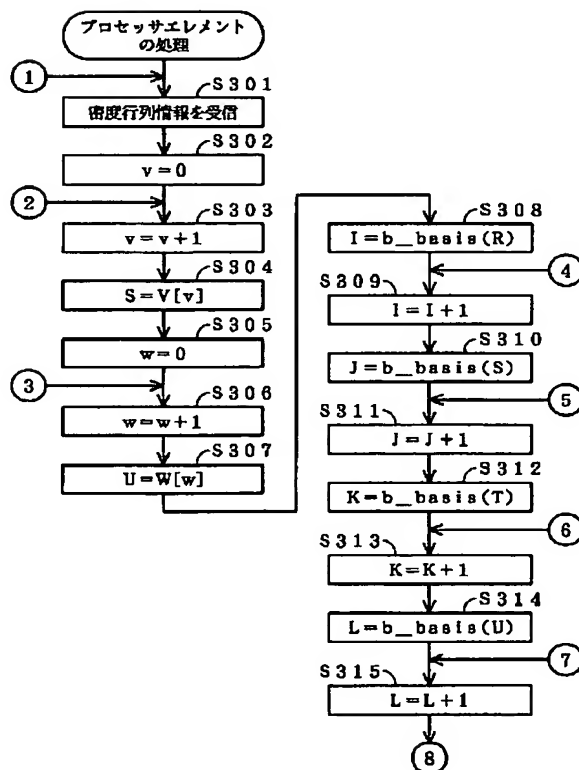 プロセッサエレメント
の処理
①
S301
密度行列情報を受信
S302
v=0
②
S303
v=v+1
S304
S=V[v]
S305
w=0
③
S306
w=w+1
S307
U=W[w]
S308
I=b_basis(R)
④
S309
I=I+1
S310
J=b_basis(S)
⑤
S311
J=J+1
S312
K=b_basis(T)
⑥
S313
K=K+1
S314
L=b_basis(U)
⑦
S315
L=L+1
⑧